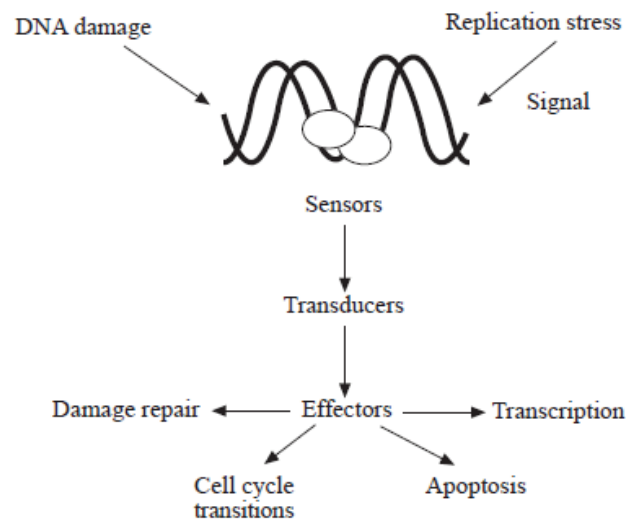 DNA damage
Replication stress
Signal
Sensors
Transducers
Damage repair
Effectors
Transcription
Cell cycle
transitions
Apoptosis